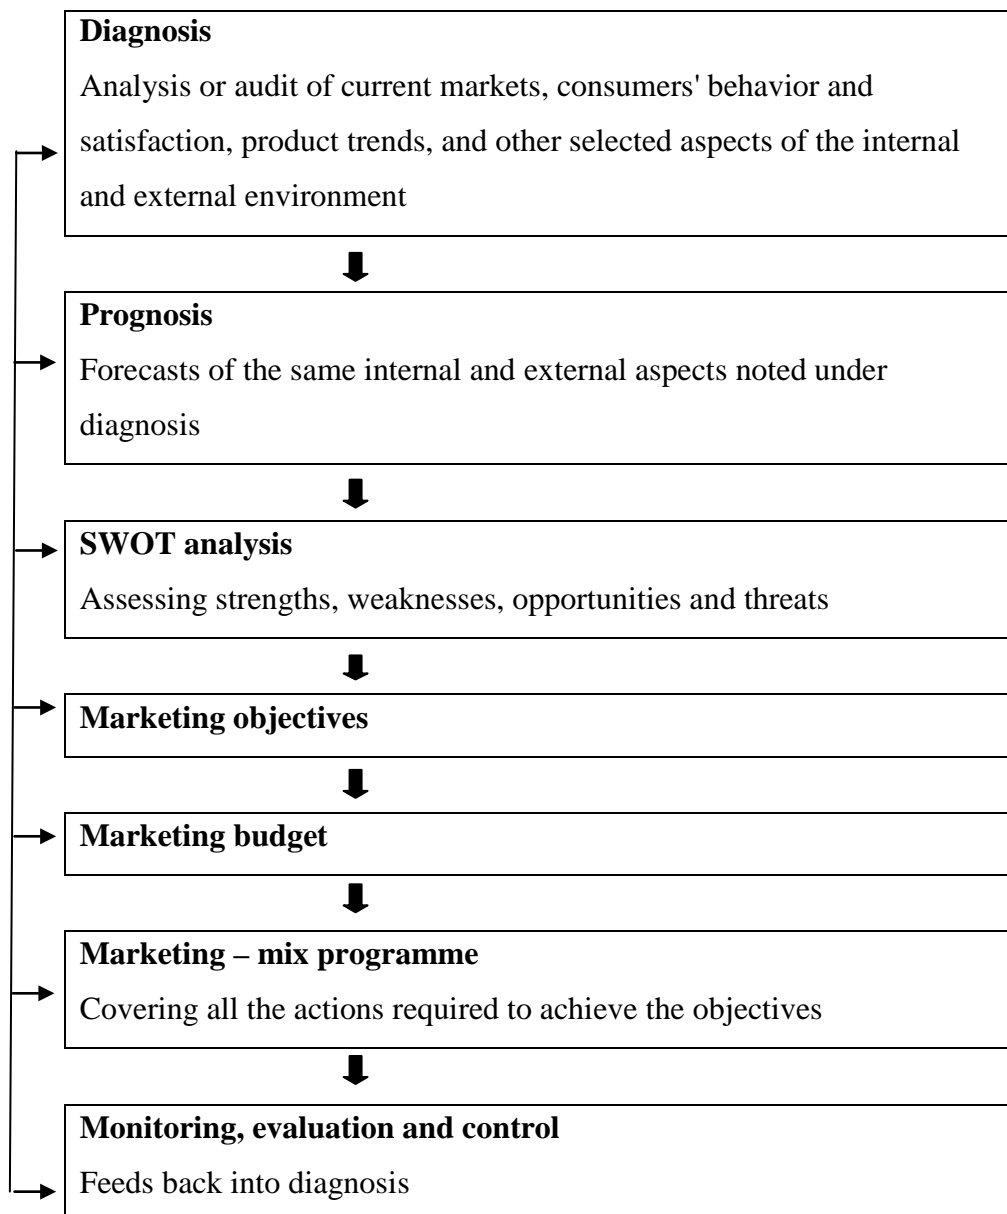 Diagnosis
Analysis or audit of current markets, consumers' behavior and
satisfaction, product trends, and other selected aspects of the internal
and external environment
Prognosis
Forecasts of the same internal and external aspects noted under
diagnosis
SWOT analysis
Assessing strengths, weaknesses, opportunities and threats
Marketing objectives
Marketing budget
Marketing – mix programme
Covering all the actions required to achieve the objectives
Monitoring, evaluation and control
Feeds back into diagnosis